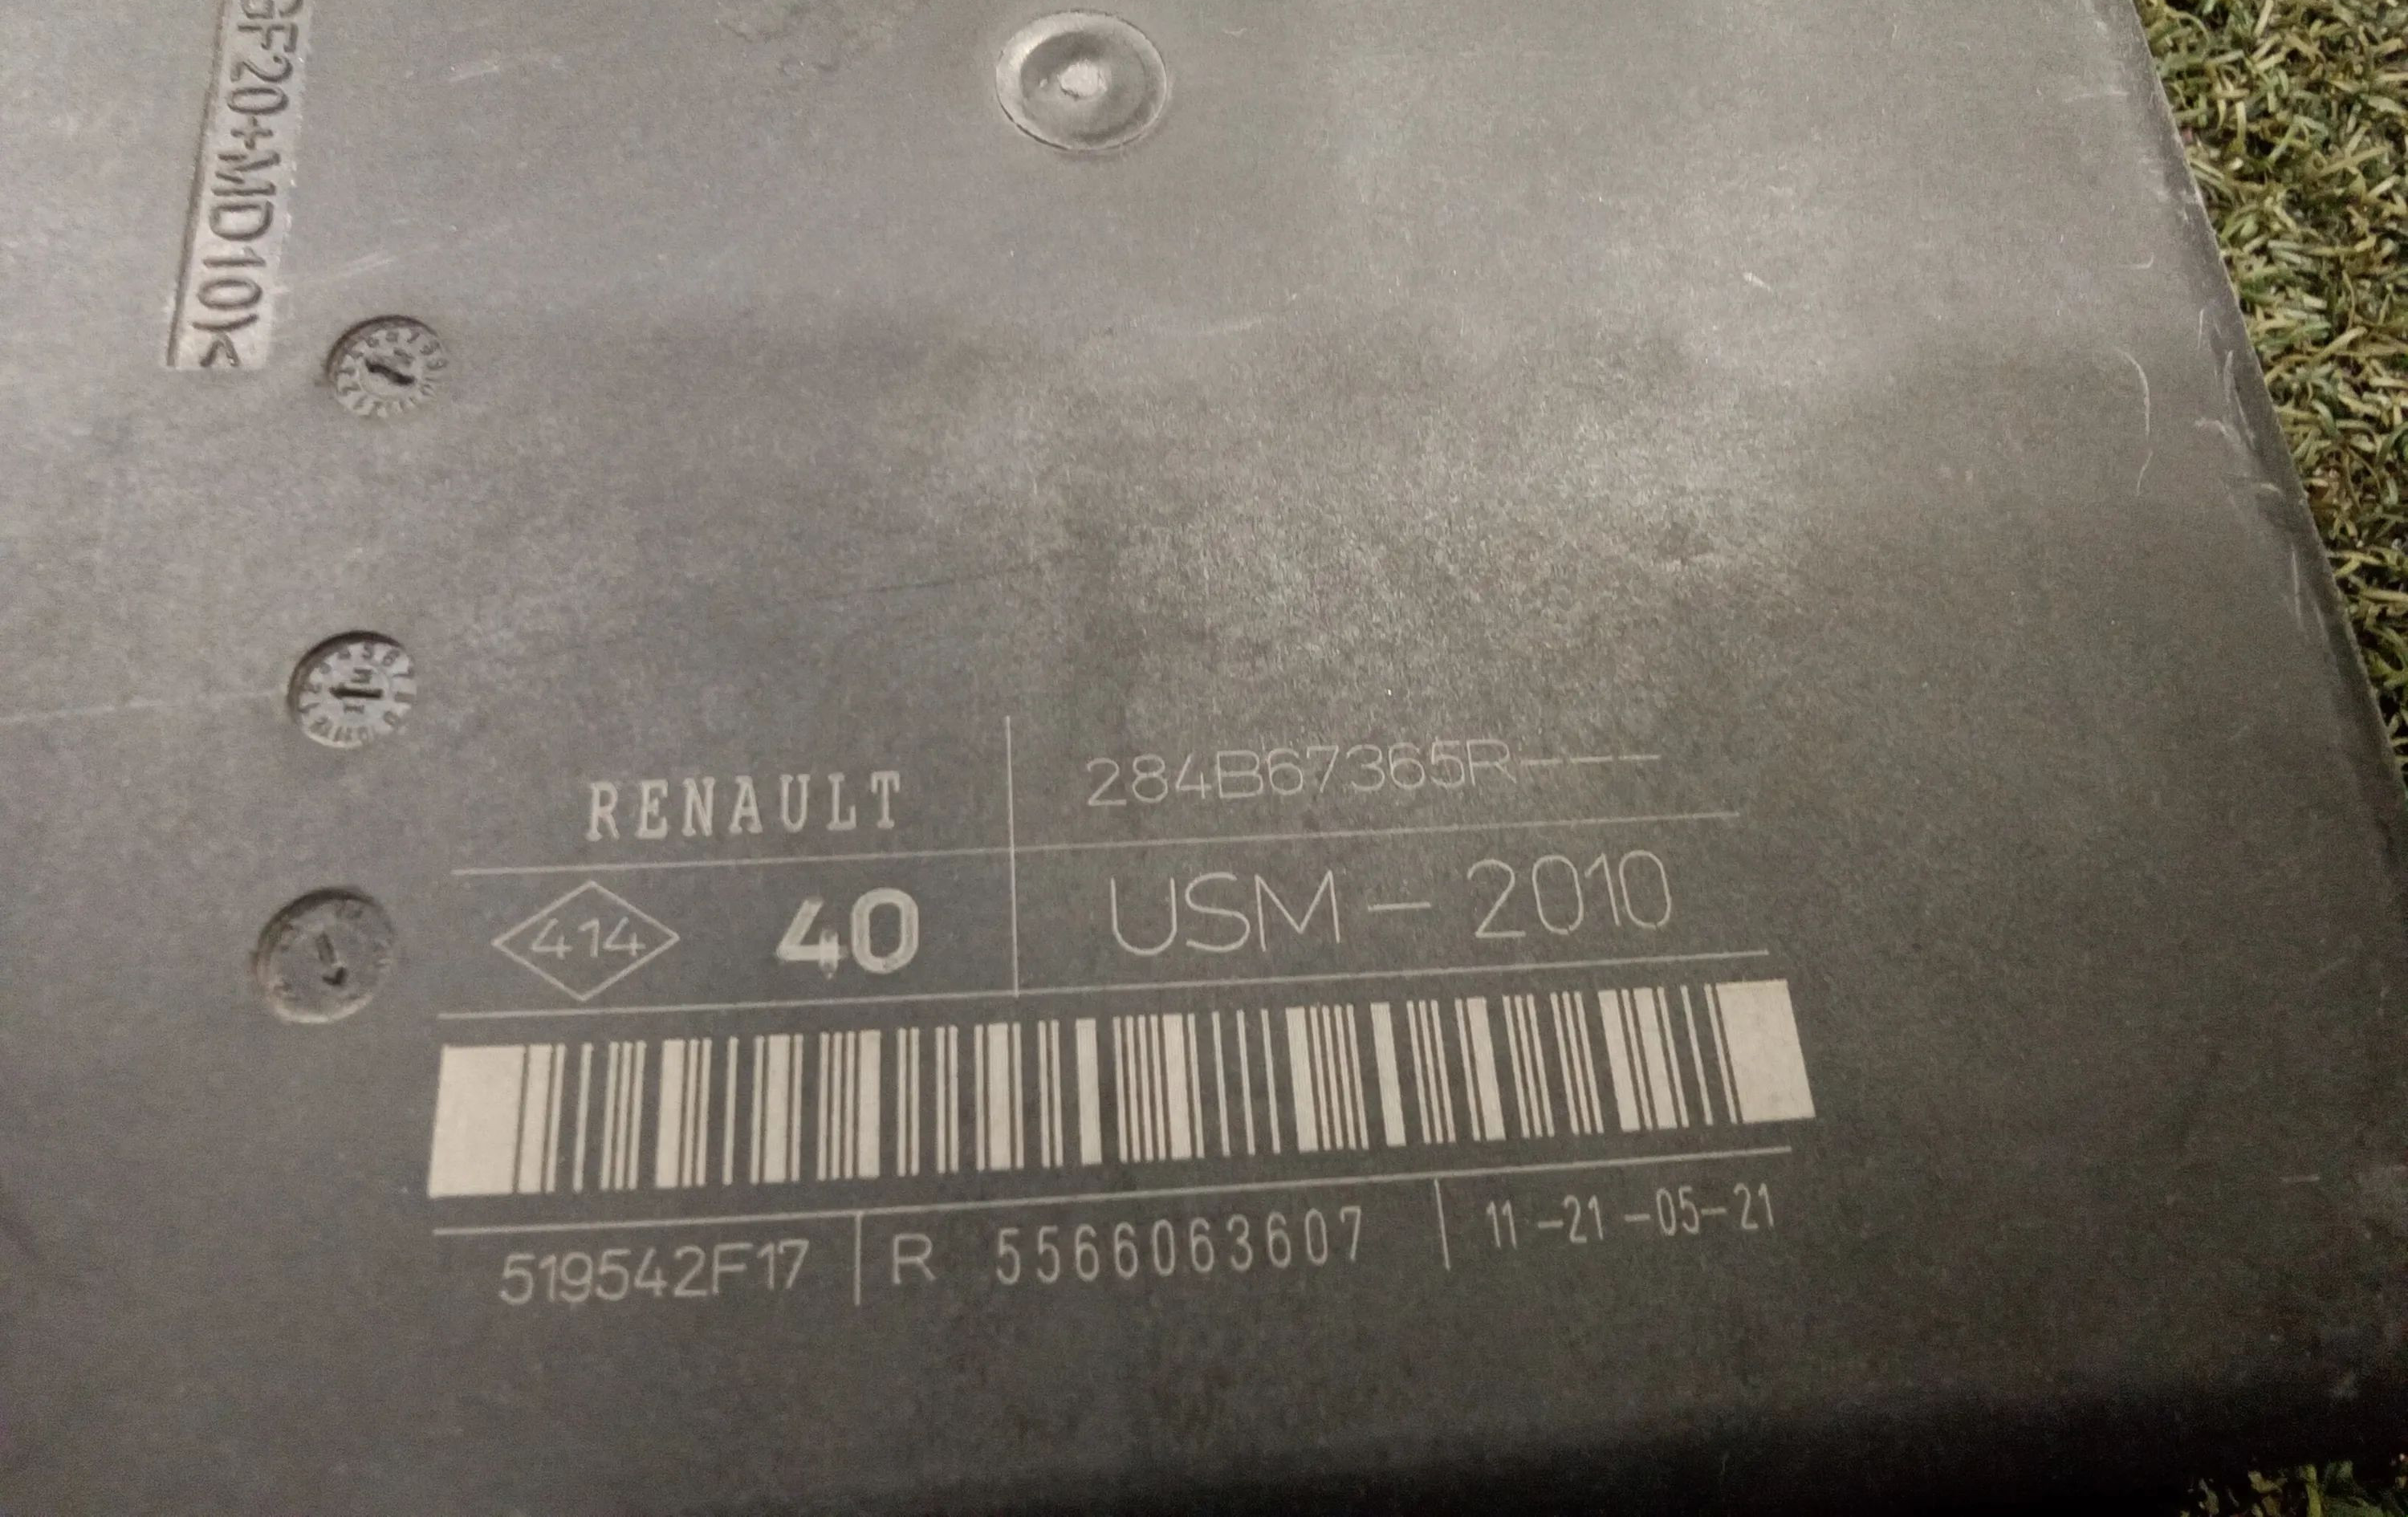 GF20+MD10)<
RENAULT
284B67365R---
414 40
USM - 2010
519542F17 R 5566063607 11-21-05-21